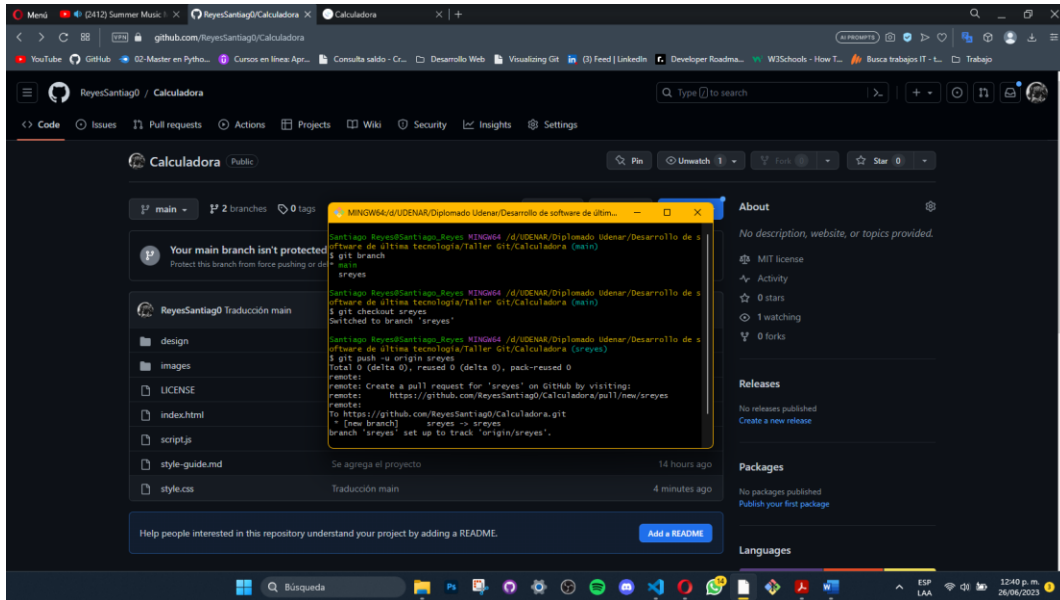 Menú
(2412) Summer Music
ReyesSantiag0/Calculadora
Calculadora
VPN
github.com/ReyesSantiag0/Calculadora
AI PROMPTS
YouTube
GitHub
02-Master en Pytho...
Cursos en línea: Apr...
Consulta saldo - Cr...
Desarrollo Web
Visualizing Git
(3) Feed | LinkedIn
Developer Roadma...
W3Schools - How T...
Busca trabajos IT - t...
Trabajo
ReyesSantiag0 / Calculadora
Type / to search
Code
Issues
Pull requests
Actions
Projects
Wiki
Security
Insights
Settings
Calculadora Public
Pin
Unwatch 1
Fork 0
Star 0
main
2 branches
0 tags
Your main branch isn't protected
Protect this branch from force pushing or de
ReyesSantiag0 Traducción main
design
images
LICENSE
index.html
script.js
style-guide.md Se agrega el proyecto 14 hours ago
style.css Traducción main 4 minutes ago
Help people interested in this repository understand your project by adding a README.
Add a README
MINGW64:/d/UDENAR/Diplomado Udenar/Desarrollo de software de últim...
Santiago Reyes@Santiago_Reyes MINGW64 /d/UDENAR/Diplomado Udenar/Desarrollo de s
oftware de última tecnología/Taller Git/Calculadora (main)
$ git branch
* main
sreyes
Santiago Reyes@Santiago_Reyes MINGW64 /d/UDENAR/Diplomado Udenar/Desarrollo de s
oftware de última tecnología/Taller Git/Calculadora (main)
$ git checkout sreyes
Switched to branch 'sreyes'
Santiago Reyes@Santiago_Reyes MINGW64 /d/UDENAR/Diplomado Udenar/Desarrollo de s
oftware de última tecnología/Taller Git/Calculadora (sreyes)
$ git push -u origin sreyes
Total 0 (delta 0), reused 0 (delta 0), pack-reused 0
remote:
remote: Create a pull request for 'sreyes' on GitHub by visiting:
remote: https://github.com/ReyesSantiag0/Calculadora/pull/new/sreyes
remote:
To https://github.com/ReyesSantiag0/Calculadora.git
* [new branch] sreyes -> sreyes
branch 'sreyes' set up to track 'origin/sreyes'.
About
No description, website, or topics provided.
MIT license
Activity
0 stars
1 watching
0 forks
Releases
No releases published
Create a new release
Packages
No packages published
Publish your first package
Languages
Búsqueda
14
ESP
LAA
12:40 p. m.
26/06/2023